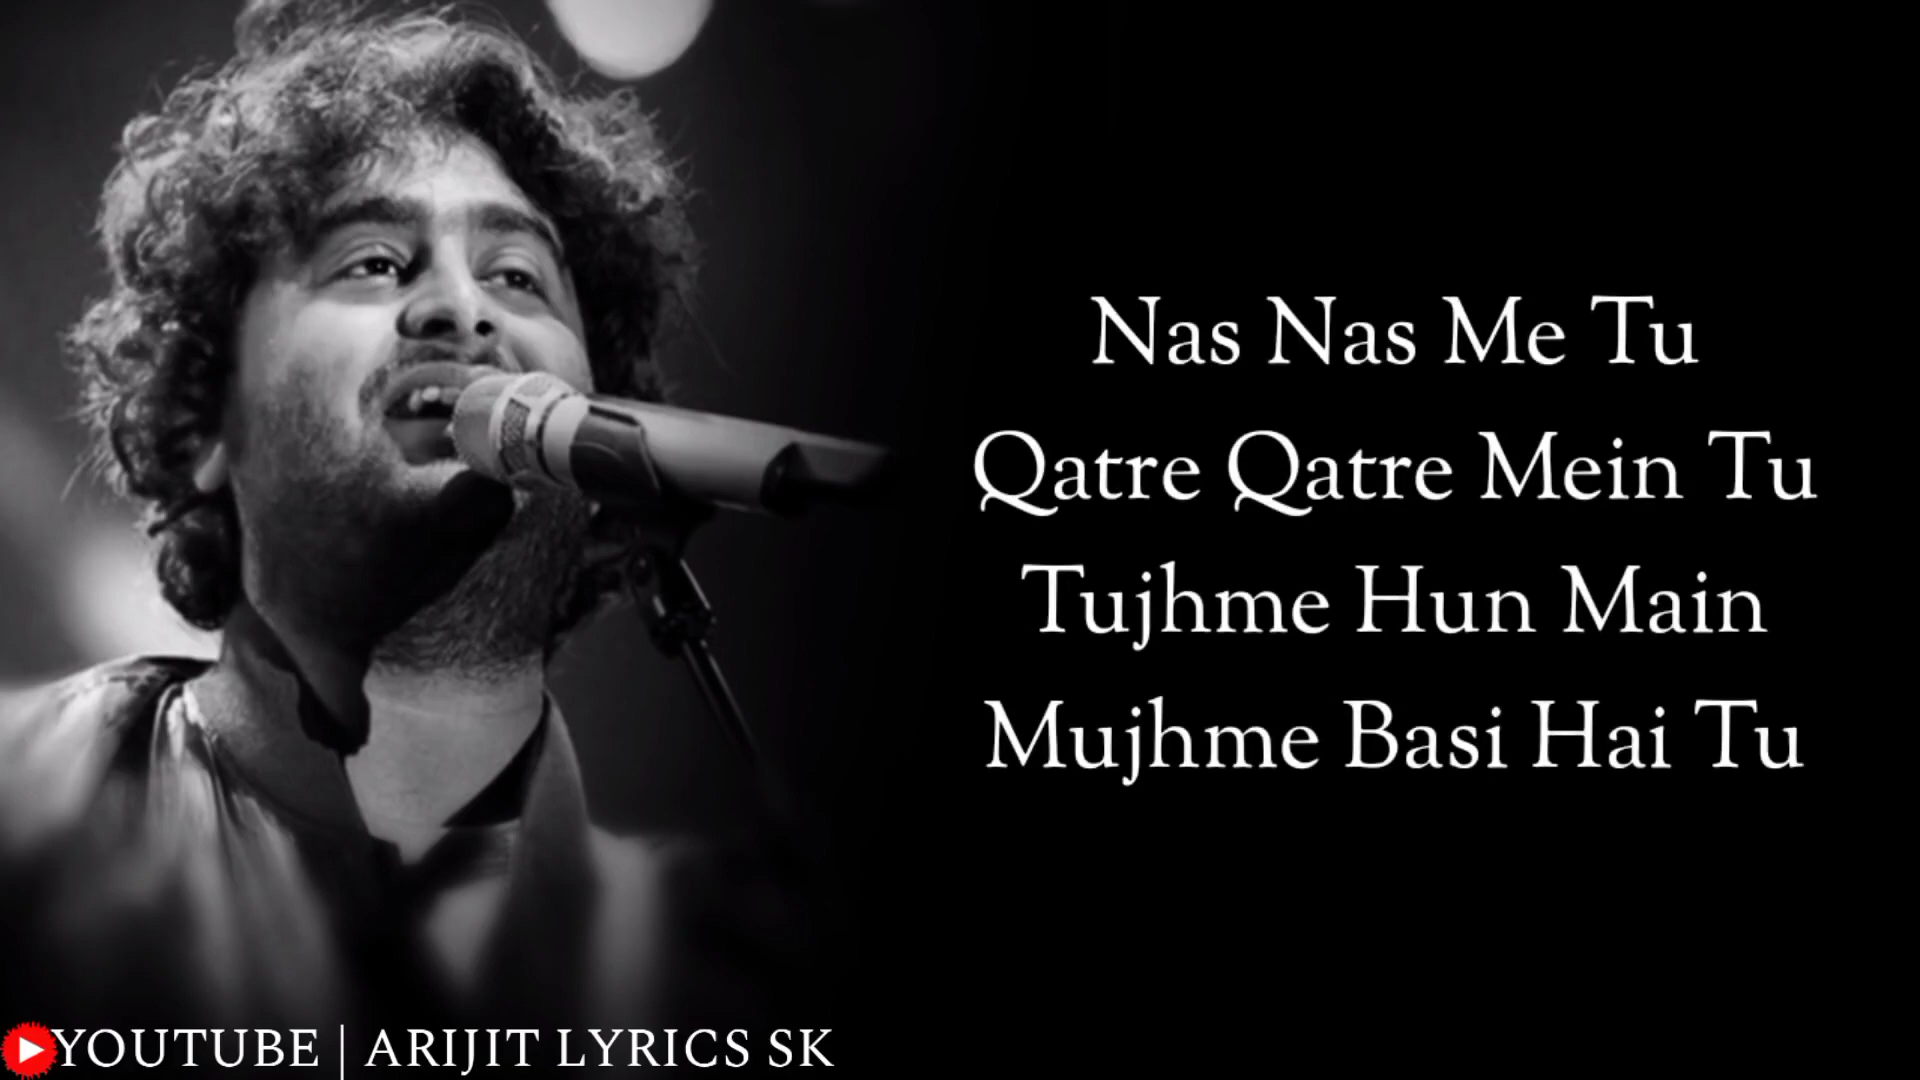 Nas Nas Me Tu
Qatre Qatre Mein Tu
Tujhme Hun Main
Mujhme Basi Hai Tu
YOUTUBE | ARIJIT LYRICS SK